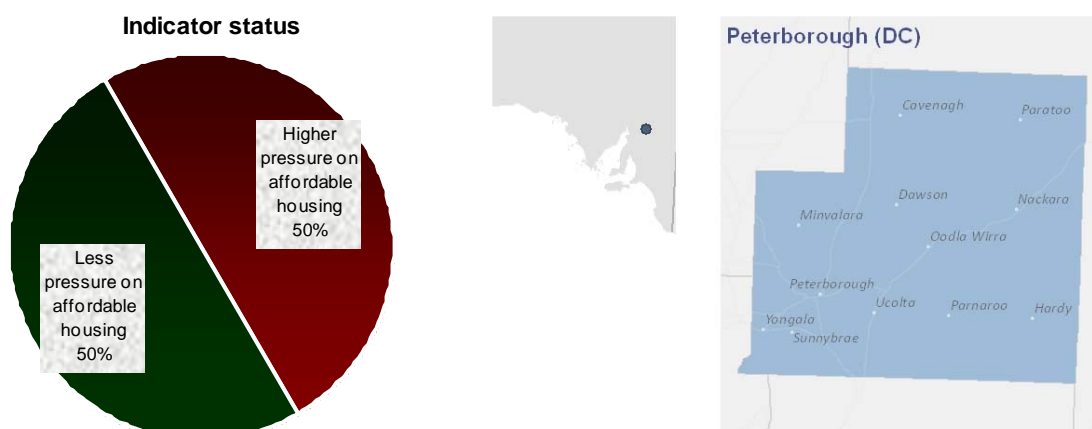 Indicator status
Higher
pressure on
affordable
housing
50%
Less
pressure on
affordable
housing
50%
Peterborough (DC)
Cavenagh
Paratoo
Dawson
Nackara
Minvalara
Oodla Wirra
Peterborough
Ucolta
Parnaroo
Hardy
Yongala
Sunnybrae